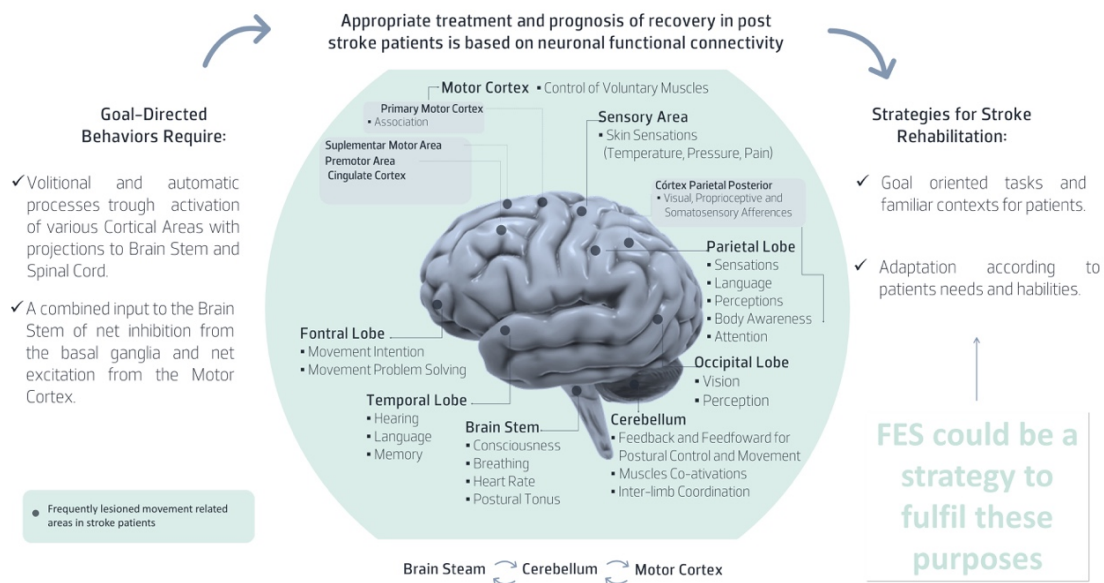 Appropriate treatment and prognosis of recovery in post
stroke patients is based on neuronal functional connectivity
Goal-Directed
Behaviors Require:
✓Volitional and automatic
processes trough activation
of various Cortical Areas with
projections to Brain Stem and
Spinal Cord.
✓A combined input to the Brain
Stem of net inhibition from
the basal ganglia and net
excitation from the Motor
Cortex.
Motor Cortex ▪ Control of Voluntary Muscles
Primary Motor Cortex
▪ Association
Suplementar Motor Area
Premotor Area
Cingulate Cortex
Sensory Area
▪ Skin Sensations
(Temperature, Pressure, Pain)
Córtex Parietal Posterior
▪ Visual, Proprioceptive and
Somatosensory Afferences
Parietal Lobe
▪ Sensations
▪ Language
▪ Perceptions
▪ Body Awareness
▪ Attention
Fontral Lobe
▪ Movement Intention
▪ Movement Problem Solving
Occipital Lobe
▪ Vision
▪ Perception
Temporal Lobe
▪ Hearing
▪ Language
▪ Memory
Brain Stem
▪ Consciousness
▪ Breathing
▪ Heart Rate
▪ Postural Tonus
Cerebellum
▪ Feedback and Feedfoward for
Postural Control and Movement
▪ Muscles Co-ativations
▪ Inter-limb Coordination
Strategies for Stroke
Rehabilitation:
✓ Goal oriented tasks and
familiar contexts for patients.
✓ Adaptation according to
patients needs and habilities.
FES could be a
strategy to
fulfil these
purposes
● Frequently lesioned movement related
areas in stroke patients
Brain Steam Cerebellum Motor Cortex